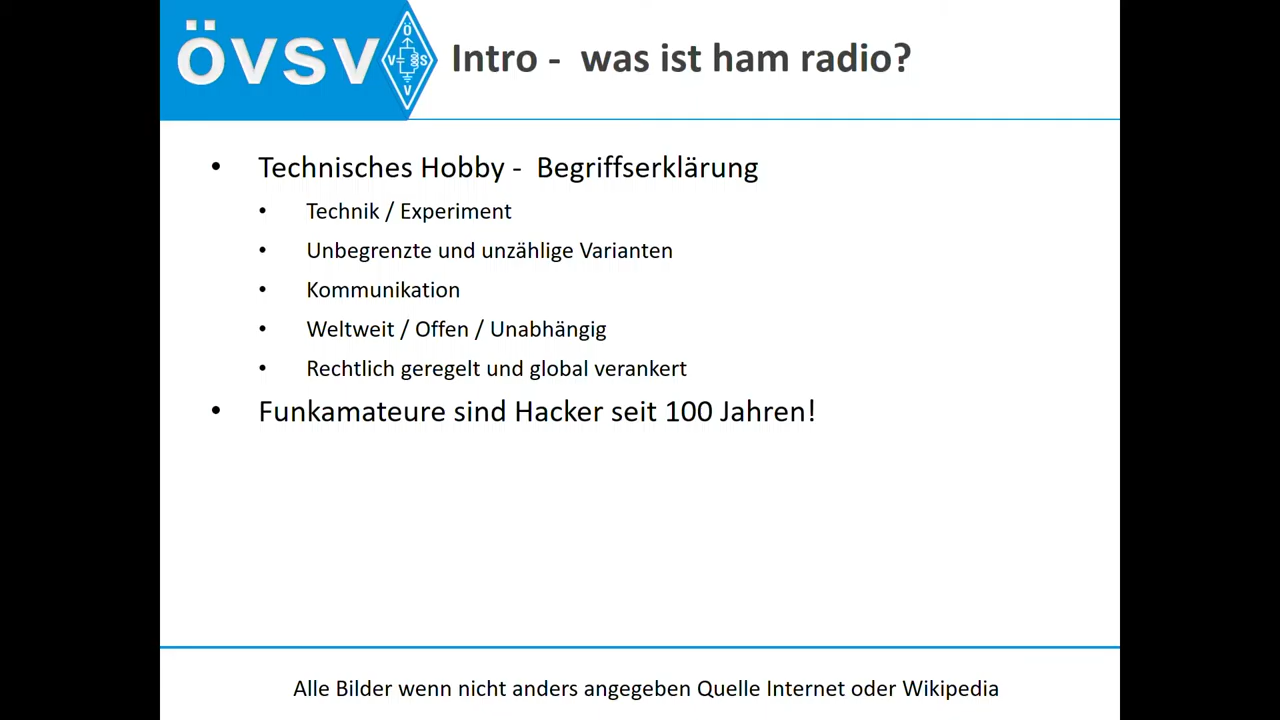 ÖVSV
Ö
V S
V
Intro - was ist ham radio?
• Technisches Hobby - Begriffserklärung
• Technik / Experiment
• Unbegrenzte und unzählige Varianten
• Kommunikation
• Weltweit / Offen / Unabhängig
• Rechtlich geregelt und global verankert
• Funkamateure sind Hacker seit 100 Jahren!
Alle Bilder wenn nicht anders angegeben Quelle Internet oder Wikipedia